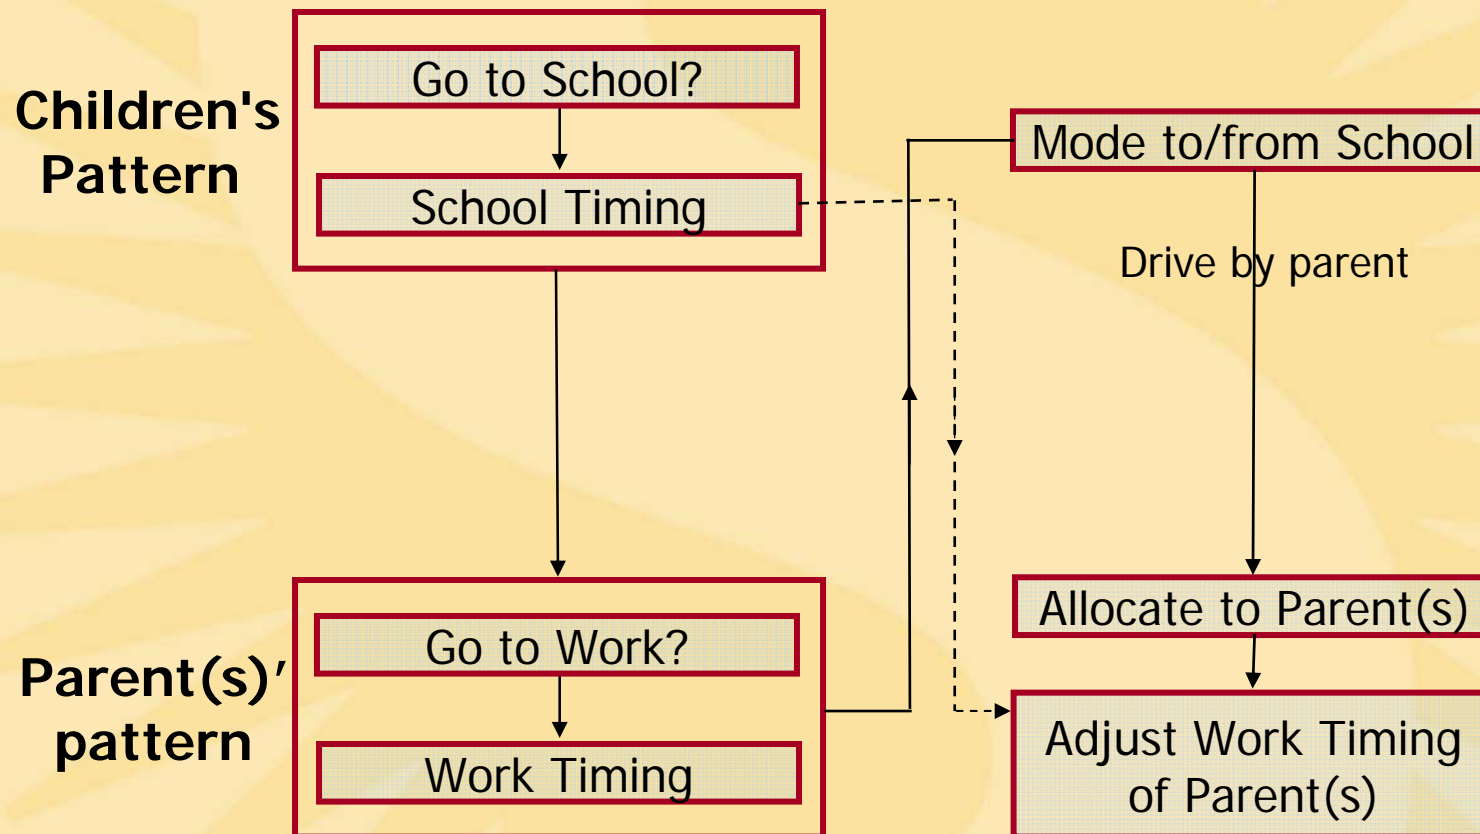 Children's
Pattern
Go to School?
School Timing
Mode to/from School
Drive by parent
Parent(s)’
pattern
Go to Work?
Work Timing
Allocate to Parent(s)
Adjust Work Timing
of Parent(s)